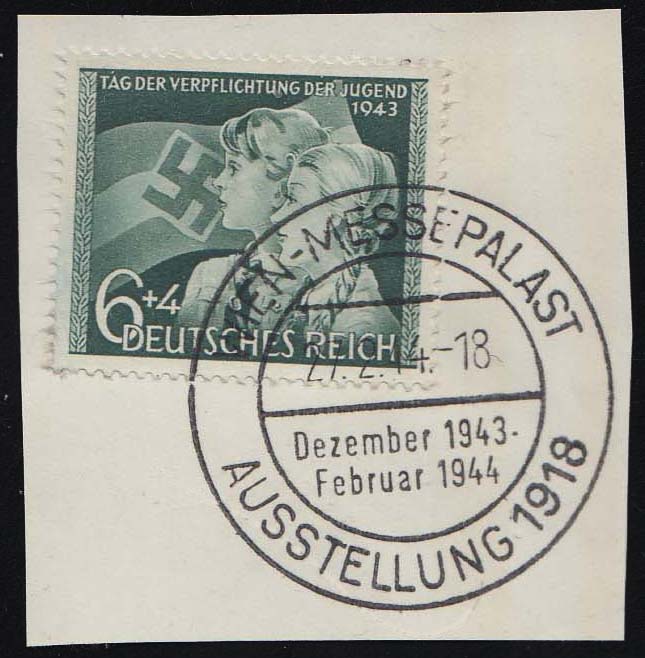 TAG DER VERPFLICHTUNG DER JUGEND
1943
6+4
DEUTSCHES REICH
WIEN-MESSEPALAST
27.2.44.-18
Dezember 1943-
Februar 1944
AUSSTELLUNG 1918